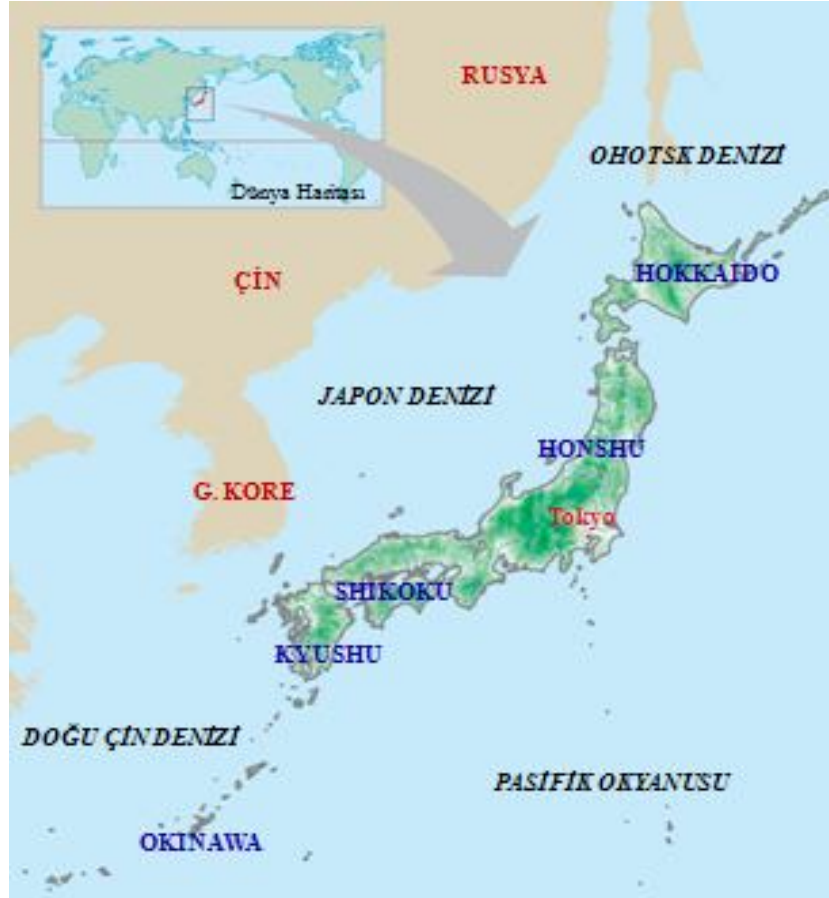 RUSYA
OHOTSK DENİZİ
Dünya Haritası
ÇİN
HOKKAIDO
JAPON DENİZİ
HONSHU
G. KORE
Tokyo
SHIKOKU
KYUSHU
DOĞU ÇİN DENİZİ
PASİFİK OKYANUSU
OKINAWA